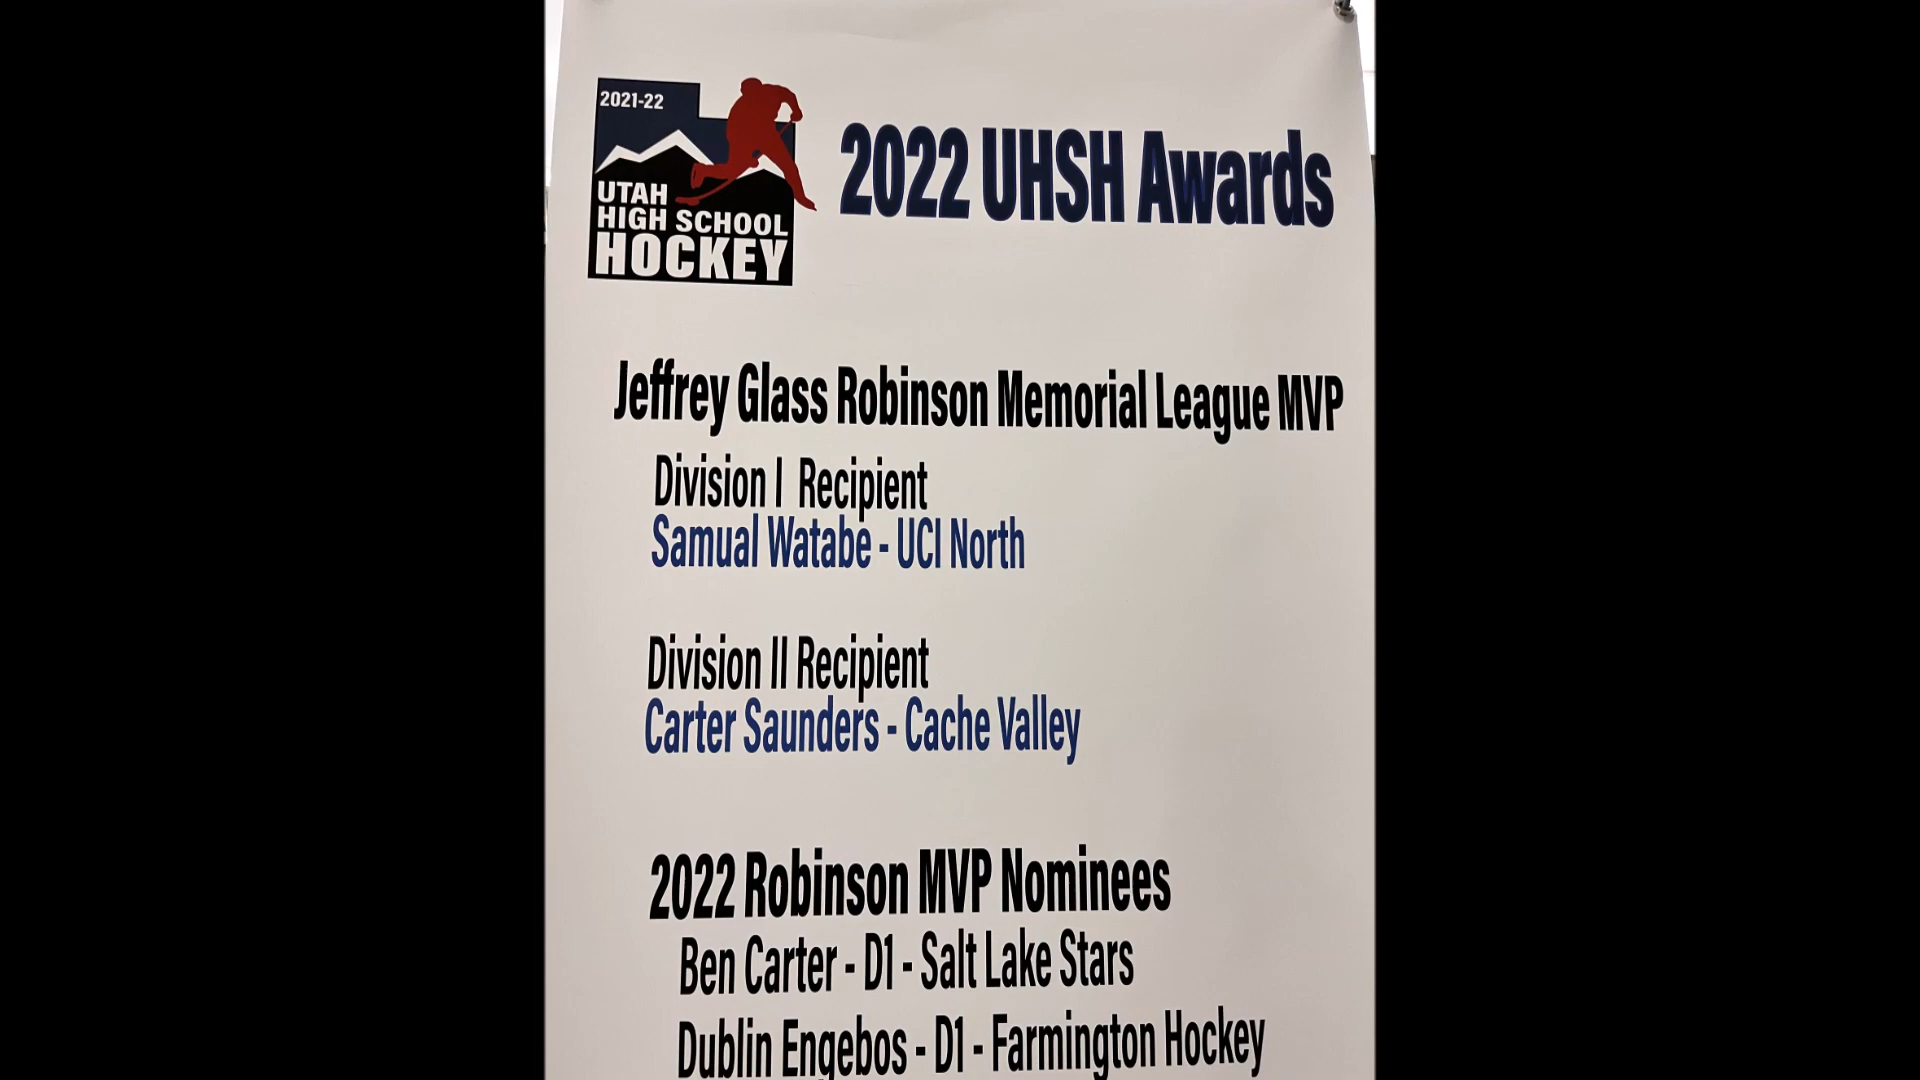 2021-22
UTAH
HIGH SCHOOL
HOCKEY
2022 UHSH Awards
Jeffrey Glass Robinson Memorial League MVP
Division I Recipient
Samual Watabe - UCI North
Division II Recipient
Carter Saunders - Cache Valley
2022 Robinson MVP Nominees
Ben Carter - D1 - Salt Lake Stars
Dublin Engebos - D1 - Farmington Hockey